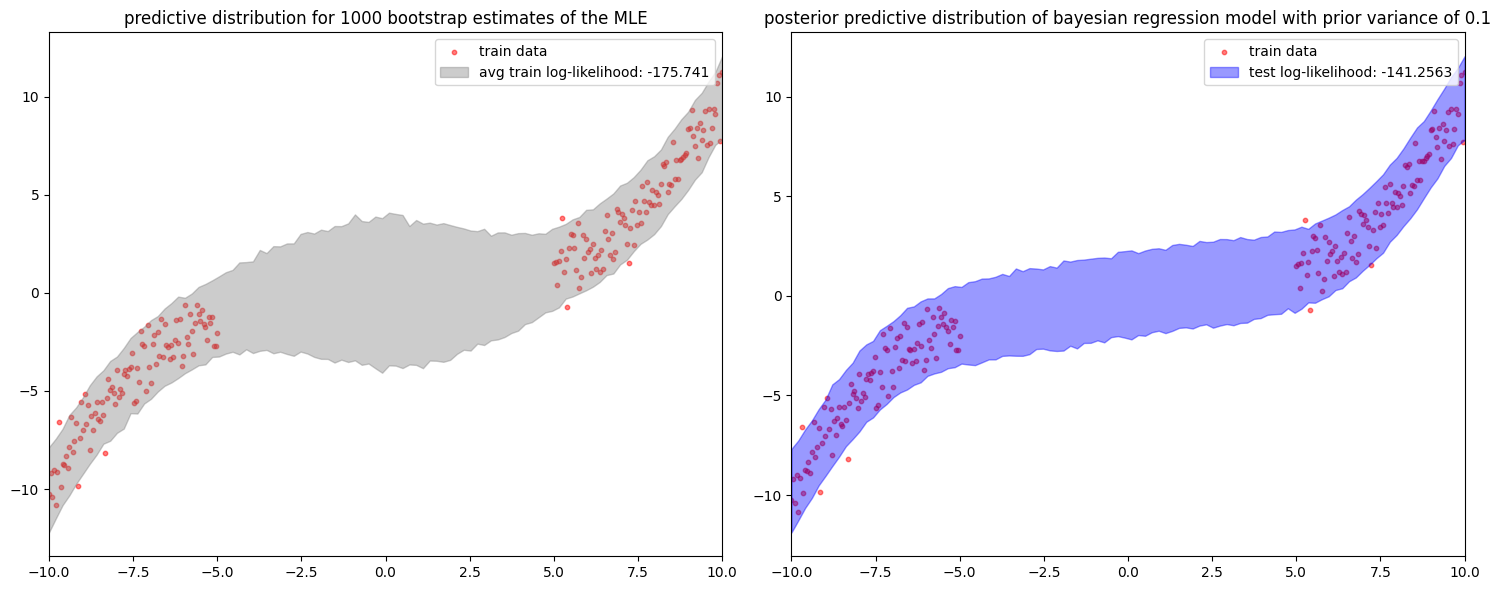 predictive distribution for 1000 bootstrap estimates of the MLE
train data
avg train log-likelihood: -175.741
10
5
0
−5
−10
−10.0 −7.5 −5.0 −2.5 0.0 2.5 5.0 7.5 10.0
posterior predictive distribution of bayesian regression model with prior variance of 0.1
train data
test log-likelihood: -141.2563
10
5
0
−5
−10
−10.0 −7.5 −5.0 −2.5 0.0 2.5 5.0 7.5 10.0